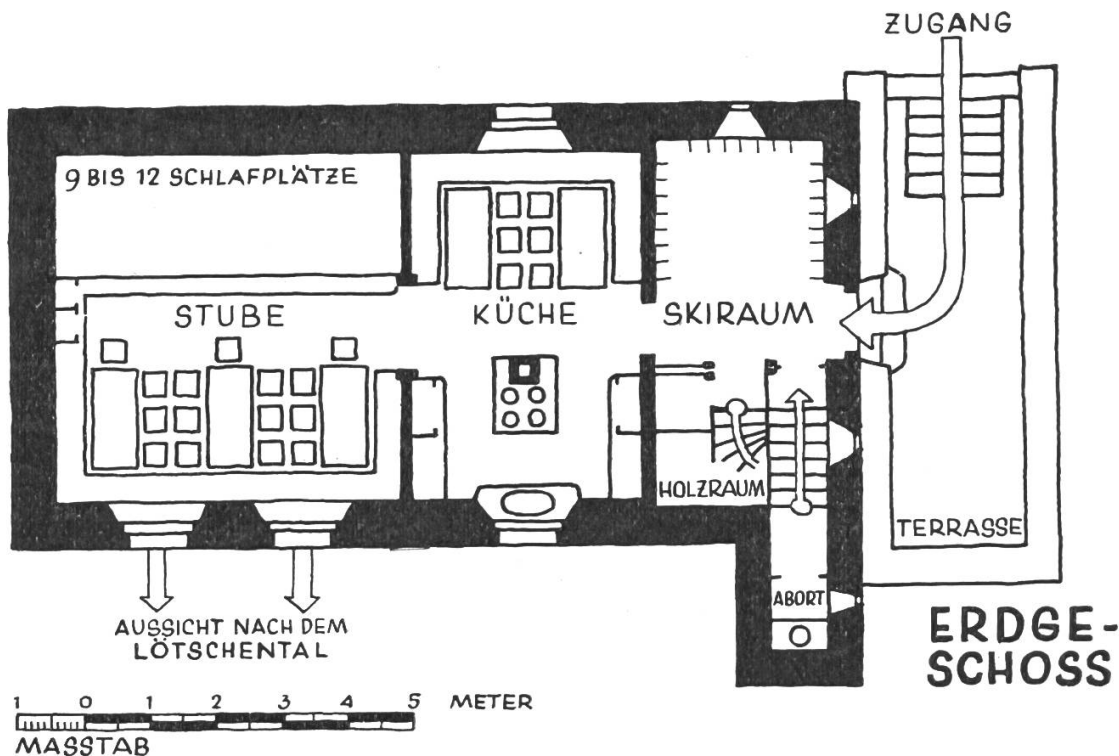 ZUGANG
9 BIS 12 SCHLAFPLÄTZE
STUBE
KÜCHE
SKIRAUM
HOLZRAUM
TERRASSE
ABORT
AUSSICHT NACH DEM
LÖTSCHENTAL
ERDGE-
SCHOSS
1 0 1 2 3 4 5 METER
MASSTAB